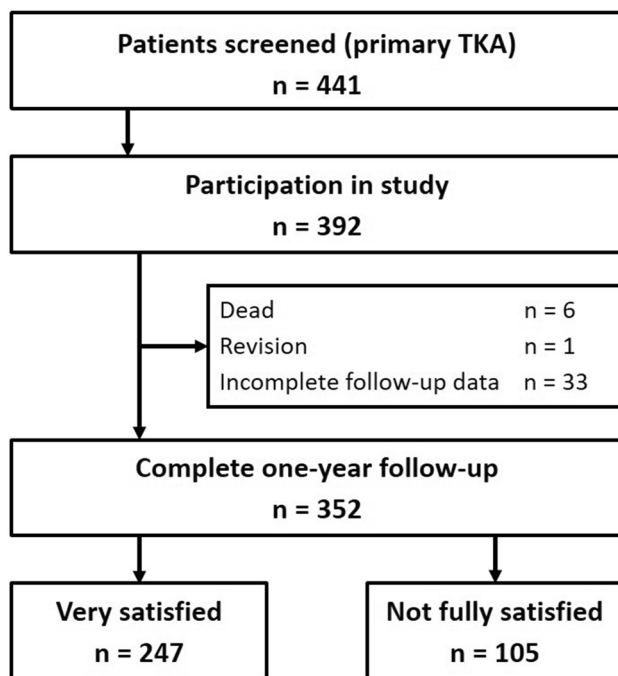 Patients screened (primary TKA)
n = 441
Participation in study
n = 392
Dead n = 6
Revision n = 1
Incomplete follow-up data n = 33
Complete one-year follow-up
n = 352
Very satisfied
n = 247
Not fully satisfied
n = 105